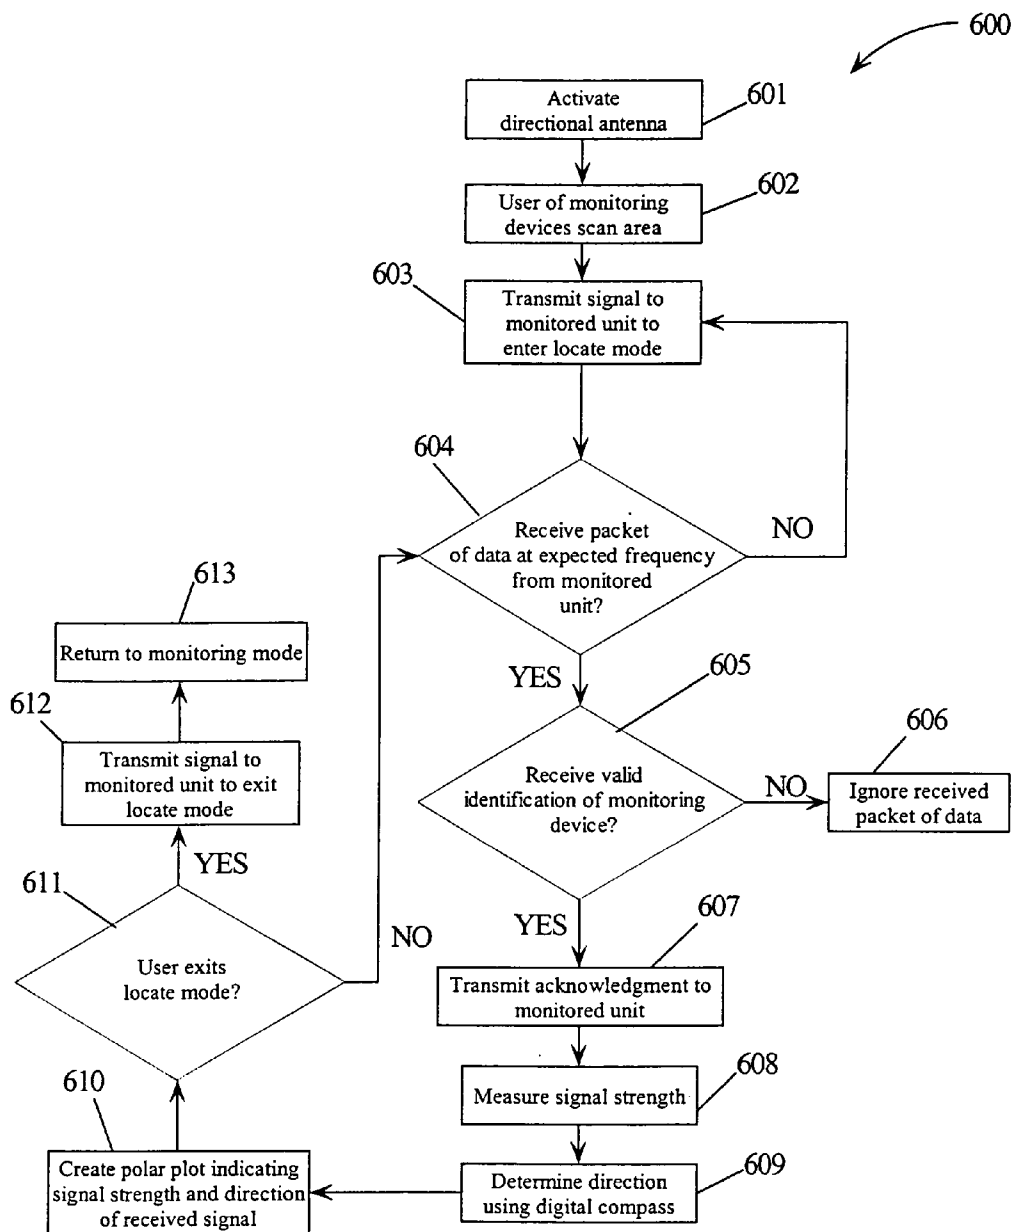 600
Activate
directional antenna
601
User of monitoring
devices scan area
602
603
Transmit signal to
monitored unit to
enter locate mode
604
Receive packet
of data at expected frequency
from monitored
unit?
NO
YES
605
Receive valid
identification of monitoring
device?
NO
606
Ignore received
packet of data
YES
607
Transmit acknowledgment to
monitored unit
608
Measure signal strength
609
Determine direction
using digital compass
610
Create polar plot indicating
signal strength and direction
of received signal
611
User exits
locate mode?
NO
YES
612
Transmit signal to
monitored unit to exit
locate mode
613
Return to monitoring mode